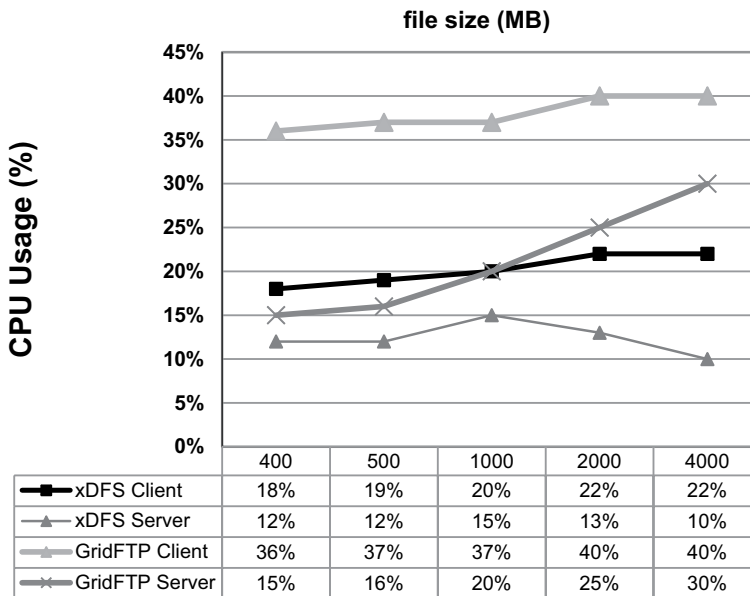 file size (MB)
45%
40%
35%
30%
25%
20%
15%
10%
5%
0%
CPU Usage (%)
400 500 1000 2000 4000
xDFS Client 18% 19% 20% 22% 22%
xDFS Server 12% 12% 15% 13% 10%
GridFTP Client 36% 37% 37% 40% 40%
GridFTP Server 15% 16% 20% 25% 30%